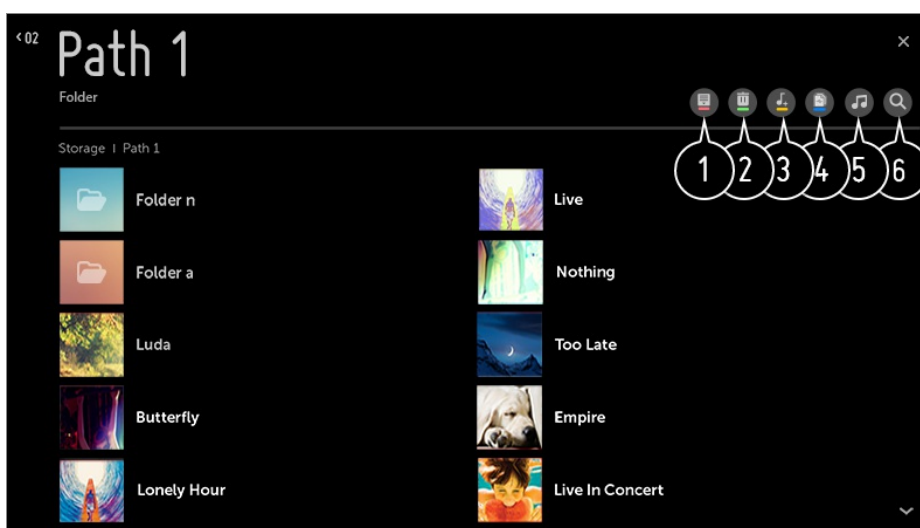 <02
Path 1
Folder
1 2 3 4 5 6
Storage I Path 1
Folder n
Live
Folder a
Nothing
Luda
Too Late
Butterfly
Empire
Lonely Hour
Live In Concert